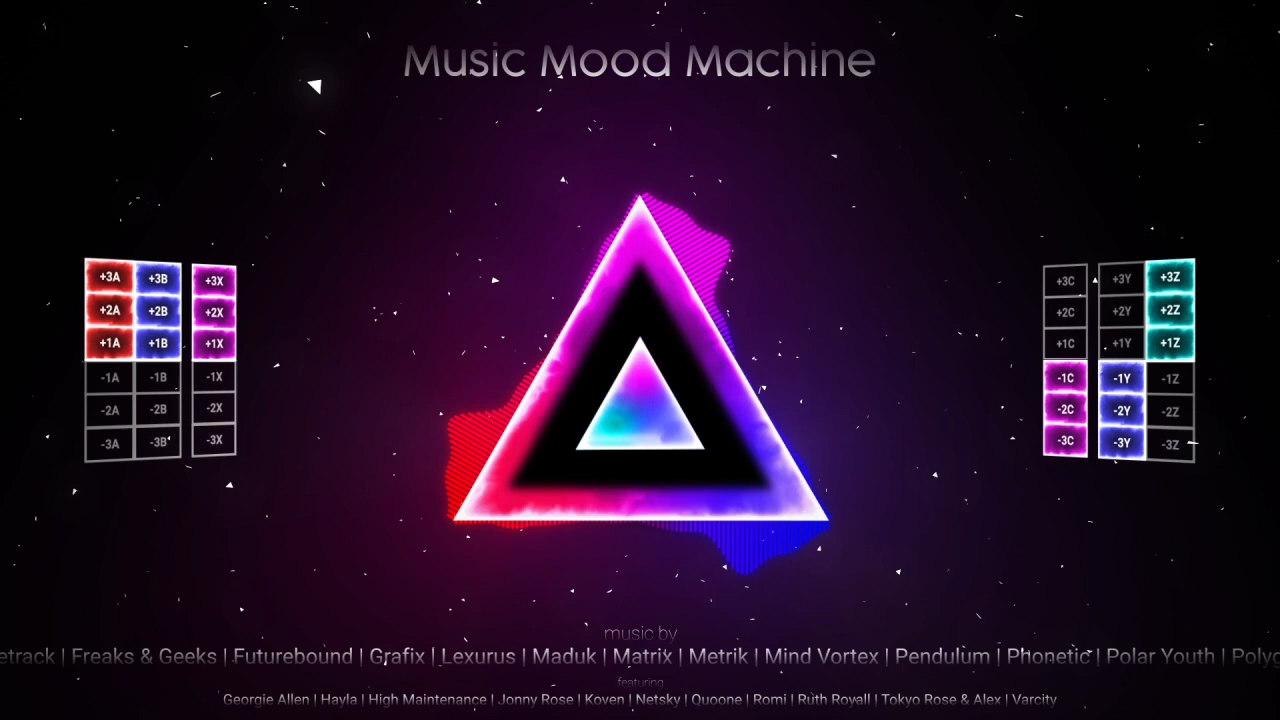 Music Mood Machine
+3A +3B +3X
+2A +2B +2X
+1A +1B +1X
-1A -1B -1X
-2A -2B -2X
-3A -3B -3X
+3C +3Y +3Z
+2C +2Y +2Z
+1C +1Y +1Z
-1C -1Y -1Z
-2C -2Y -2Z
-3C -3Y -3Z
music by
etrack | Freaks & Geeks | Futurebound | Grafix | Lexurus | Maduk | Matrix | Metrik | Mind Vortex | Pendulum | Phonetic | Polar Youth | Polyg
featuring
Georgie Allen | Hayla | High Maintenance | Jonny Rose | Koven | Netsky | Quoone | Romi | Ruth Royall | Tokyo Rose & Alex | Varcity